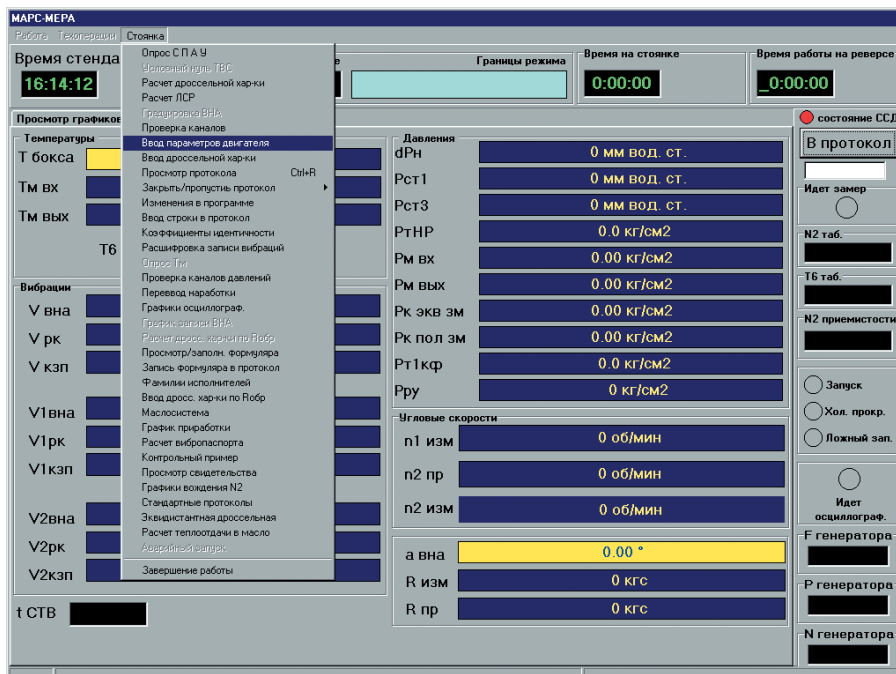 МАРС-МЕРА
Работа Техоперации Стоянка
Время стенда
16:14:12
Границы режима
Время на стоянке
0:00:00
Время работы на реверсе
_0:00:00
Опрос С П А У
Условный нуль ТВС
Расчет дроссельной хар-ки
Расчет ЛСР
Градуировка ВНА
Проверка каналов
Ввод параметров двигателя
Ввод дроссельной хар-ки
Просмотр протокола Ctrl+R
Закрыть/пропустиь протокол
Изменения в программе
Ввод строки в протокол
Коэффициенты идентичности
Расшифровка записи вибраций
Опрос Тм
Проверка каналов давлений
Переввод наработки
Графики осциллограф.
График записи ВНА
Расчет дросс. хар-ки по Rобр
Просмотр/заполн. формуляра
Запись формуляра в протокол
Фамилии исполнителей
Ввод дросс. хар-ки по Rобр
Маслосистема
График приработки
Расчет вибропаспорта
Контрольный пример
Просмотр свидетельства
Графики вождения N2
Стандартные протоколы
Эквидистантная дроссельная
Расчет теплоотдачи в масло
Аварийный запуск
Завершение работы
Просмотр графиков
Температуры
Т бокса
Тм вх
Тм вых
Т6
Вибрации
V вна
V рк
V кзп
V1вна
V1рк
V1кзп
V2вна
V2рк
V2кзп
t СТВ
Давления
dРн 0 мм вод. ст.
Рст1 0 мм вод. ст.
Рст3 0 мм вод. ст.
РтНР 0.0 кг/см2
Рм вх 0.00 кг/см2
Рм вых 0.00 кг/см2
Рк экв зм 0.00 кг/см2
Рк пол зм 0.00 кг/см2
Рт1кф 0.0 кг/см2
Рру 0 кг/см2
Угловые скорости
n1 изм 0 об/мин
n2 пр 0 об/мин
n2 изм 0 об/мин
а вна 0.00 °
R изм 0 кгс
R пр 0 кгс
состояние ССД
В протокол
Идет замер
N2 таб.
Т6 таб.
N2 приемистости
Запуск
Хол. прокр.
Ложный зап.
Идет
осциллограф.
F генератора
Р генератора
N генератора